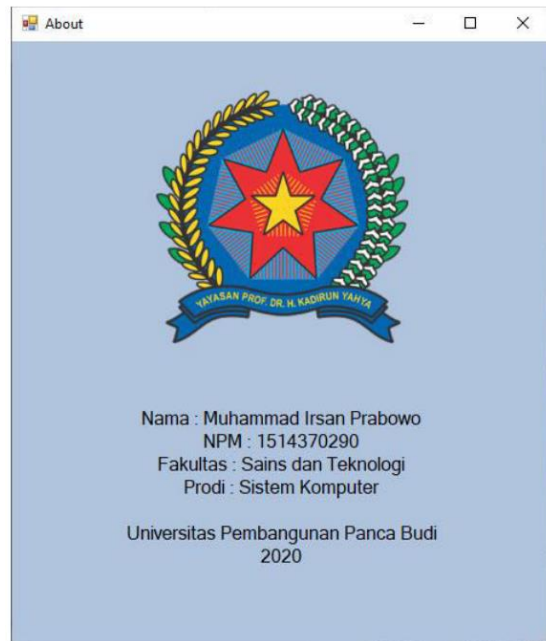 About
YAYASAN PROF. DR. H. KADIRUN YAHYA
Nama : Muhammad Irsan Prabowo
NPM : 1514370290
Fakultas : Sains dan Teknologi
Prodi : Sistem Komputer
Universitas Pembangunan Panca Budi
2020